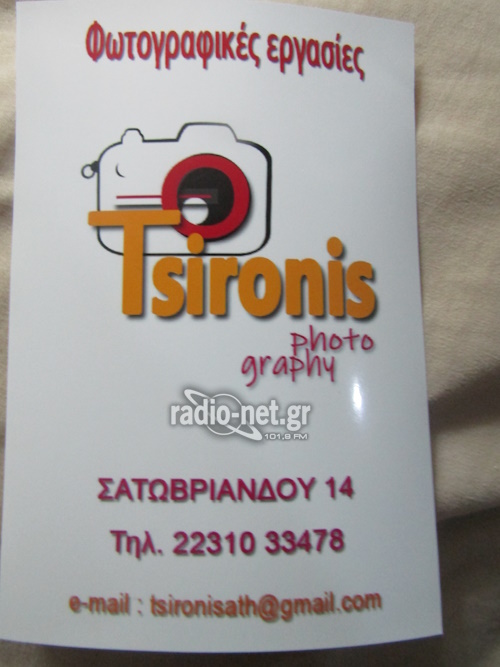 Φωτογραφικές εργασίες
Tsironis
photo
graphy
radio-net.gr
101,8 FM
ΣΑΤΩΒΡΙΑΝΔΟΥ 14
Τηλ. 22310 33478
e-mail : tsironisath@gmail.com